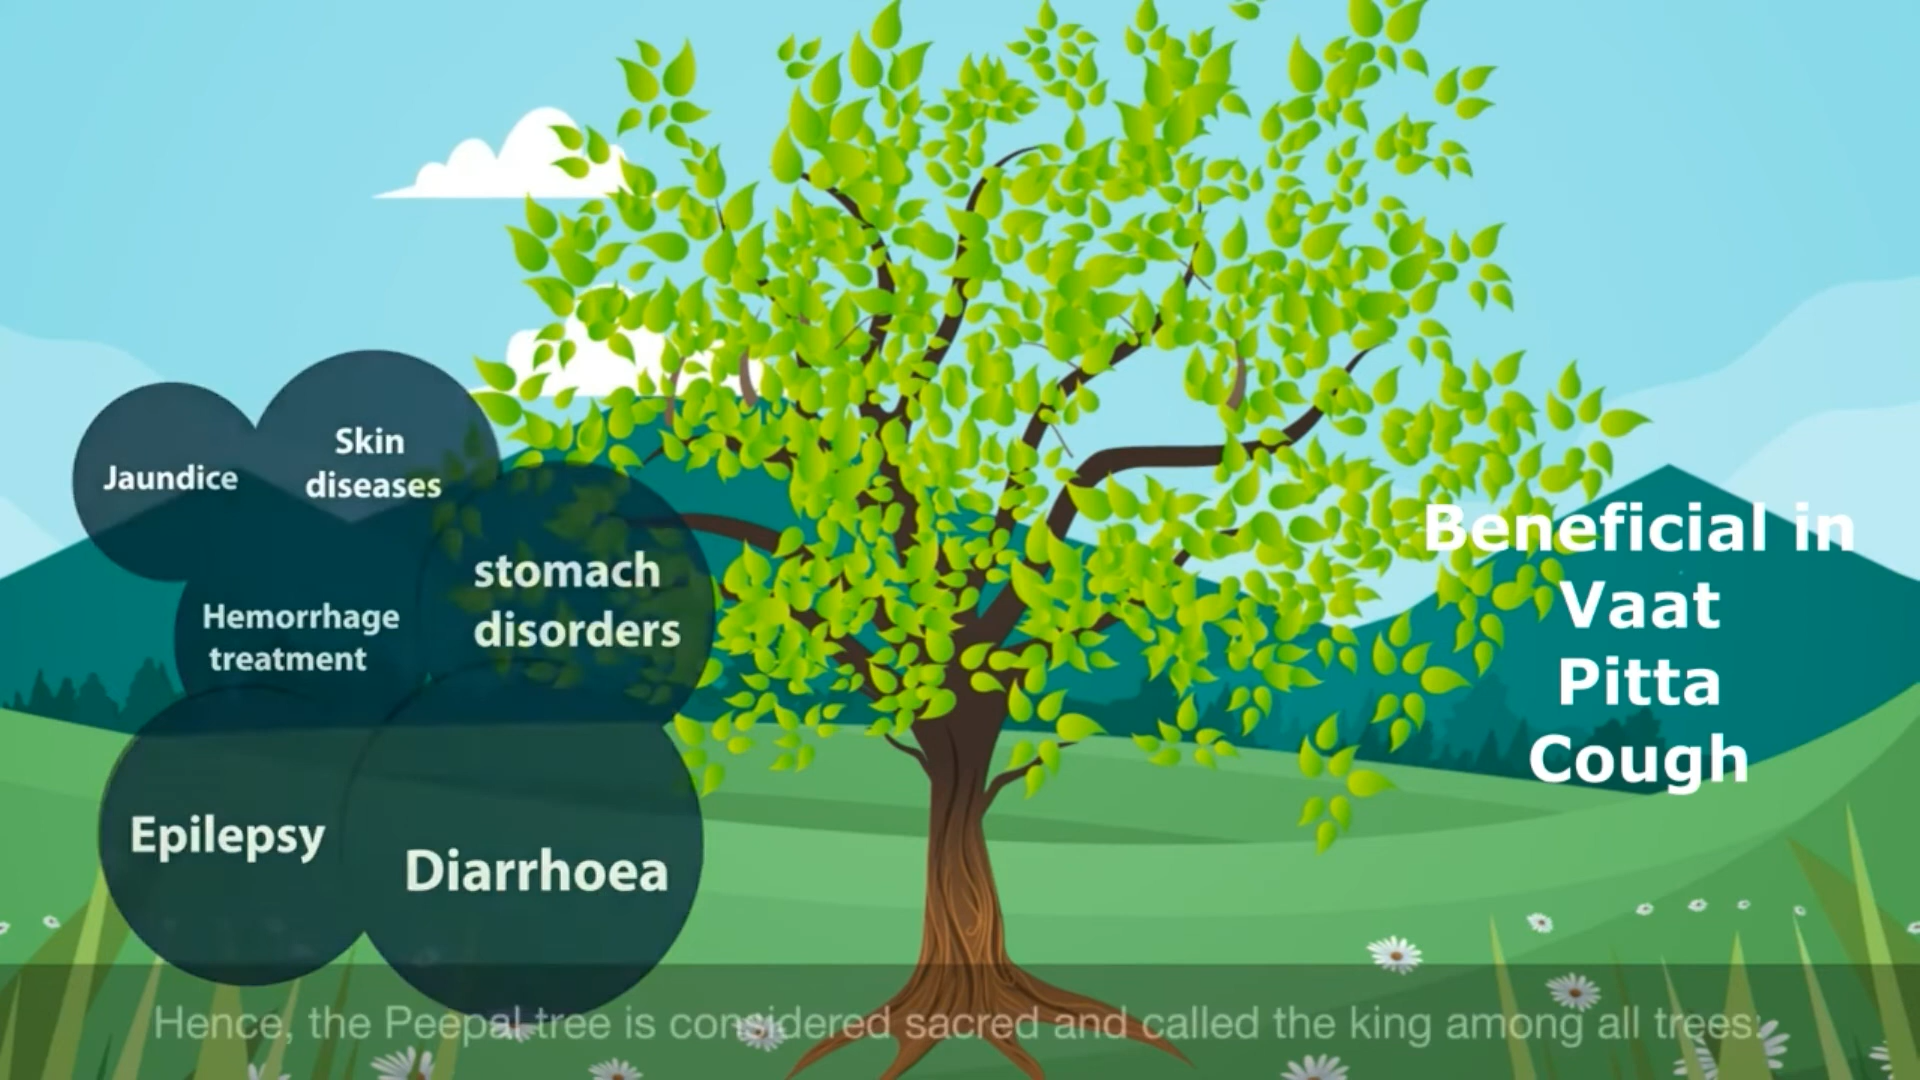 Jaundice
Skin
diseases
Hemorrhage
treatment
stomach
disorders
Epilepsy
Diarrhoea
Beneficial in
Vaat
Pitta
Cough
Hence, the Peepal tree is considered sacred and called the king among all trees.